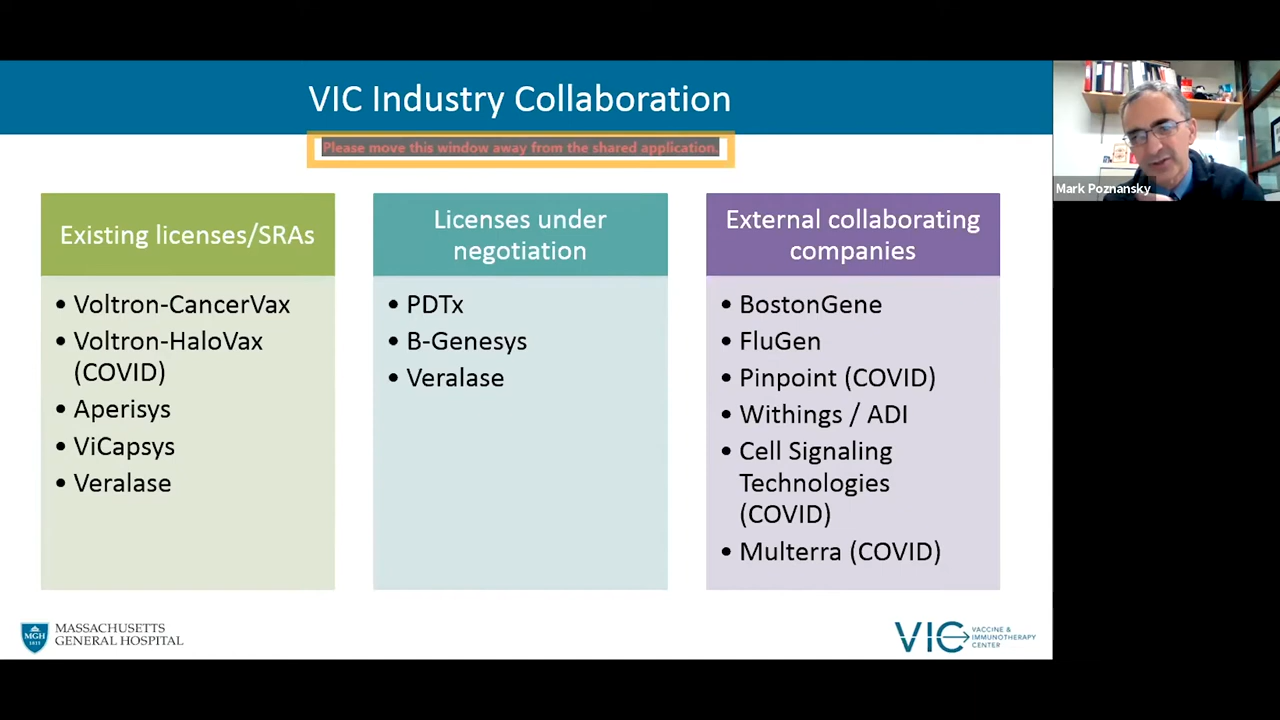 VIC Industry Collaboration
Please move this window away from the shared application.
Mark Poznansky
Existing licenses/SRAs
• Voltron-CancerVax
• Voltron-HaloVax
(COVID)
• Aperisys
• ViCapsys
• Veralase
Licenses under
negotiation
• PDTx
• B-Genesys
• Veralase
External collaborating
companies
• BostonGene
• FluGen
• Pinpoint (COVID)
• Withings / ADI
• Cell Signaling
Technologies
(COVID)
• Multerra (COVID)
MGH
1811
MASSACHUSETTS
GENERAL HOSPITAL
VIC
VACCINE &
IMMUNOTHERAPY
CENTER